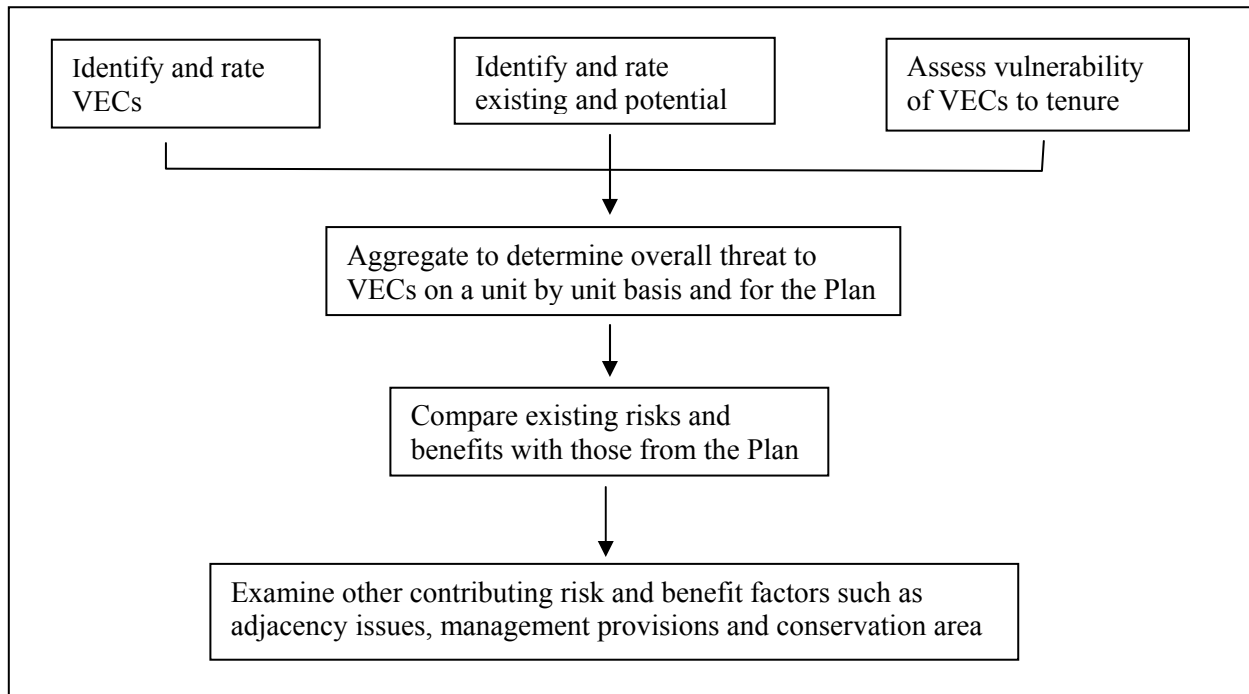 Identify and rate
VECs
Identify and rate
existing and potential
Assess vulnerability
of VECs to tenure
Aggregate to determine overall threat to
VECs on a unit by unit basis and for the Plan
Compare existing risks and
benefits with those from the Plan
Examine other contributing risk and benefit factors such as
adjacency issues, management provisions and conservation area